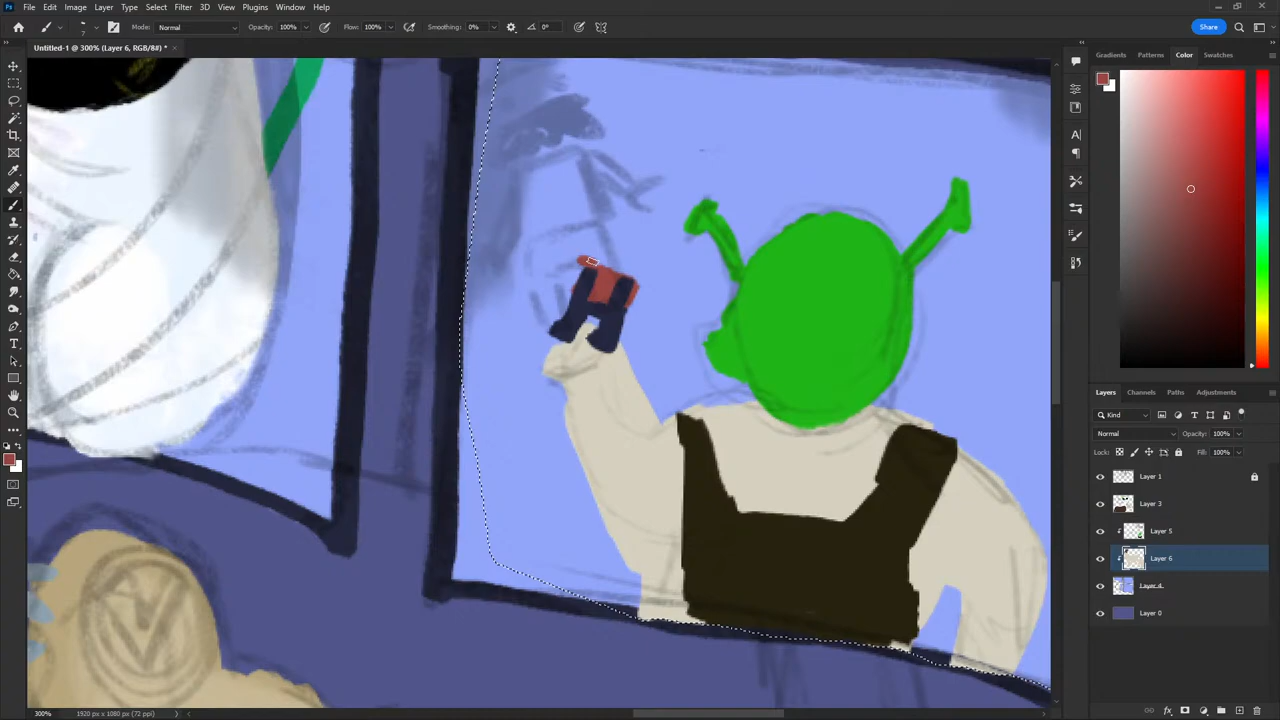 Ps File Edit Image Layer Type Select Filter 3D View Plugins Window Help
7 Mode: Normal Opacity: 100% Flow: 100% Smoothing: 0% 0° Share
Untitled-1 @ 300% (Layer 6, RGB/8#) * ×
Gradients Patterns Color Swatches
Layers Channels Paths Adjustments
Kind
Normal Opacity: 100%
Lock: Fill: 100%
Layer 1
Layer 3
Layer 5
Layer 6
Layer 4
Layer 0
300% 1920 px x 1080 px (72 ppi)